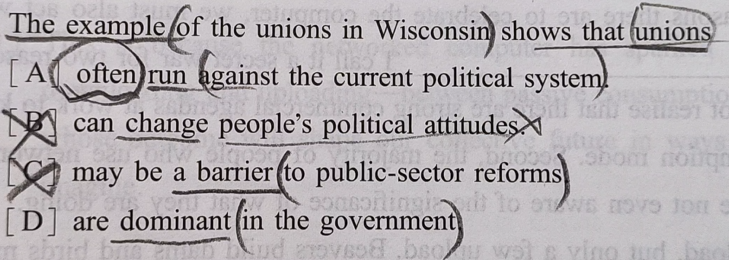 The example of the unions in Wisconsin shows that unions
[A] often run against the current political system.
[B] can change people's political attitudes.
[C] may be a barrier to public-sector reforms.
[D] are dominant in the government.